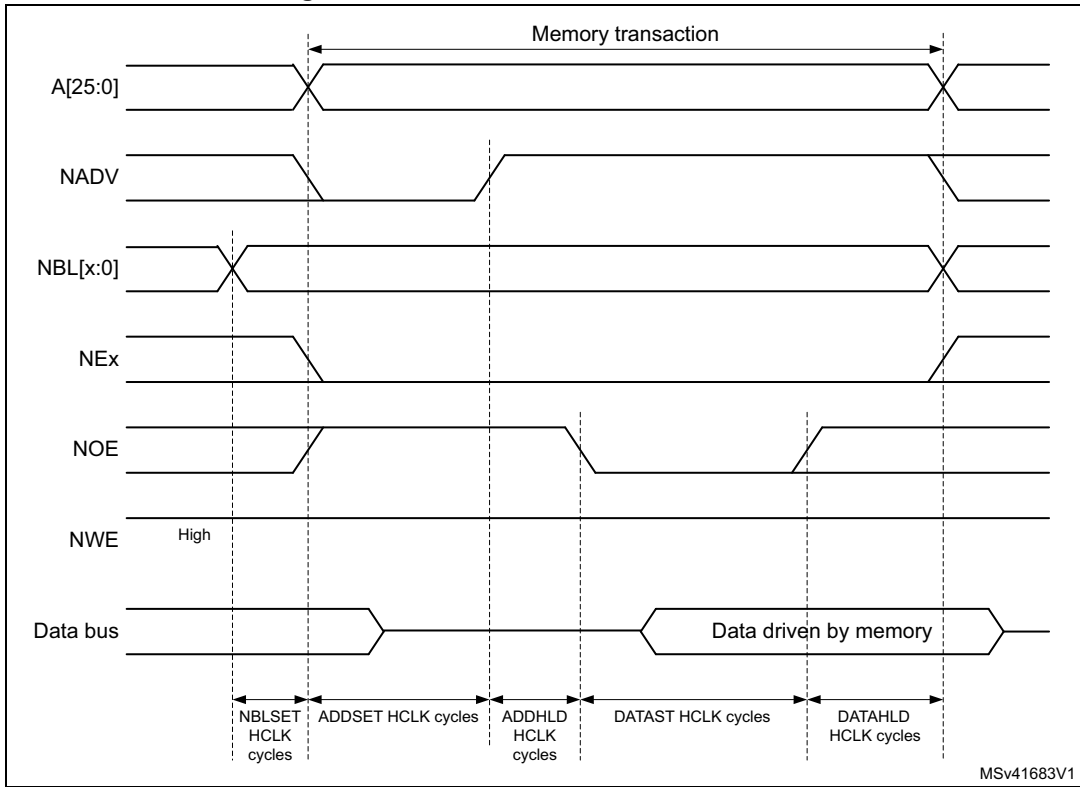 Memory transaction
A[25:0]
NADV
NBL[x:0]
NEx
NOE
NWE
High
Data bus
Data driven by memory
NBLSET
HCLK
cycles
ADDSET HCLK cycles
ADDHLD
HCLK
cycles
DATAST HCLK cycles
DATAHLD
HCLK cycles
MSv41683V1